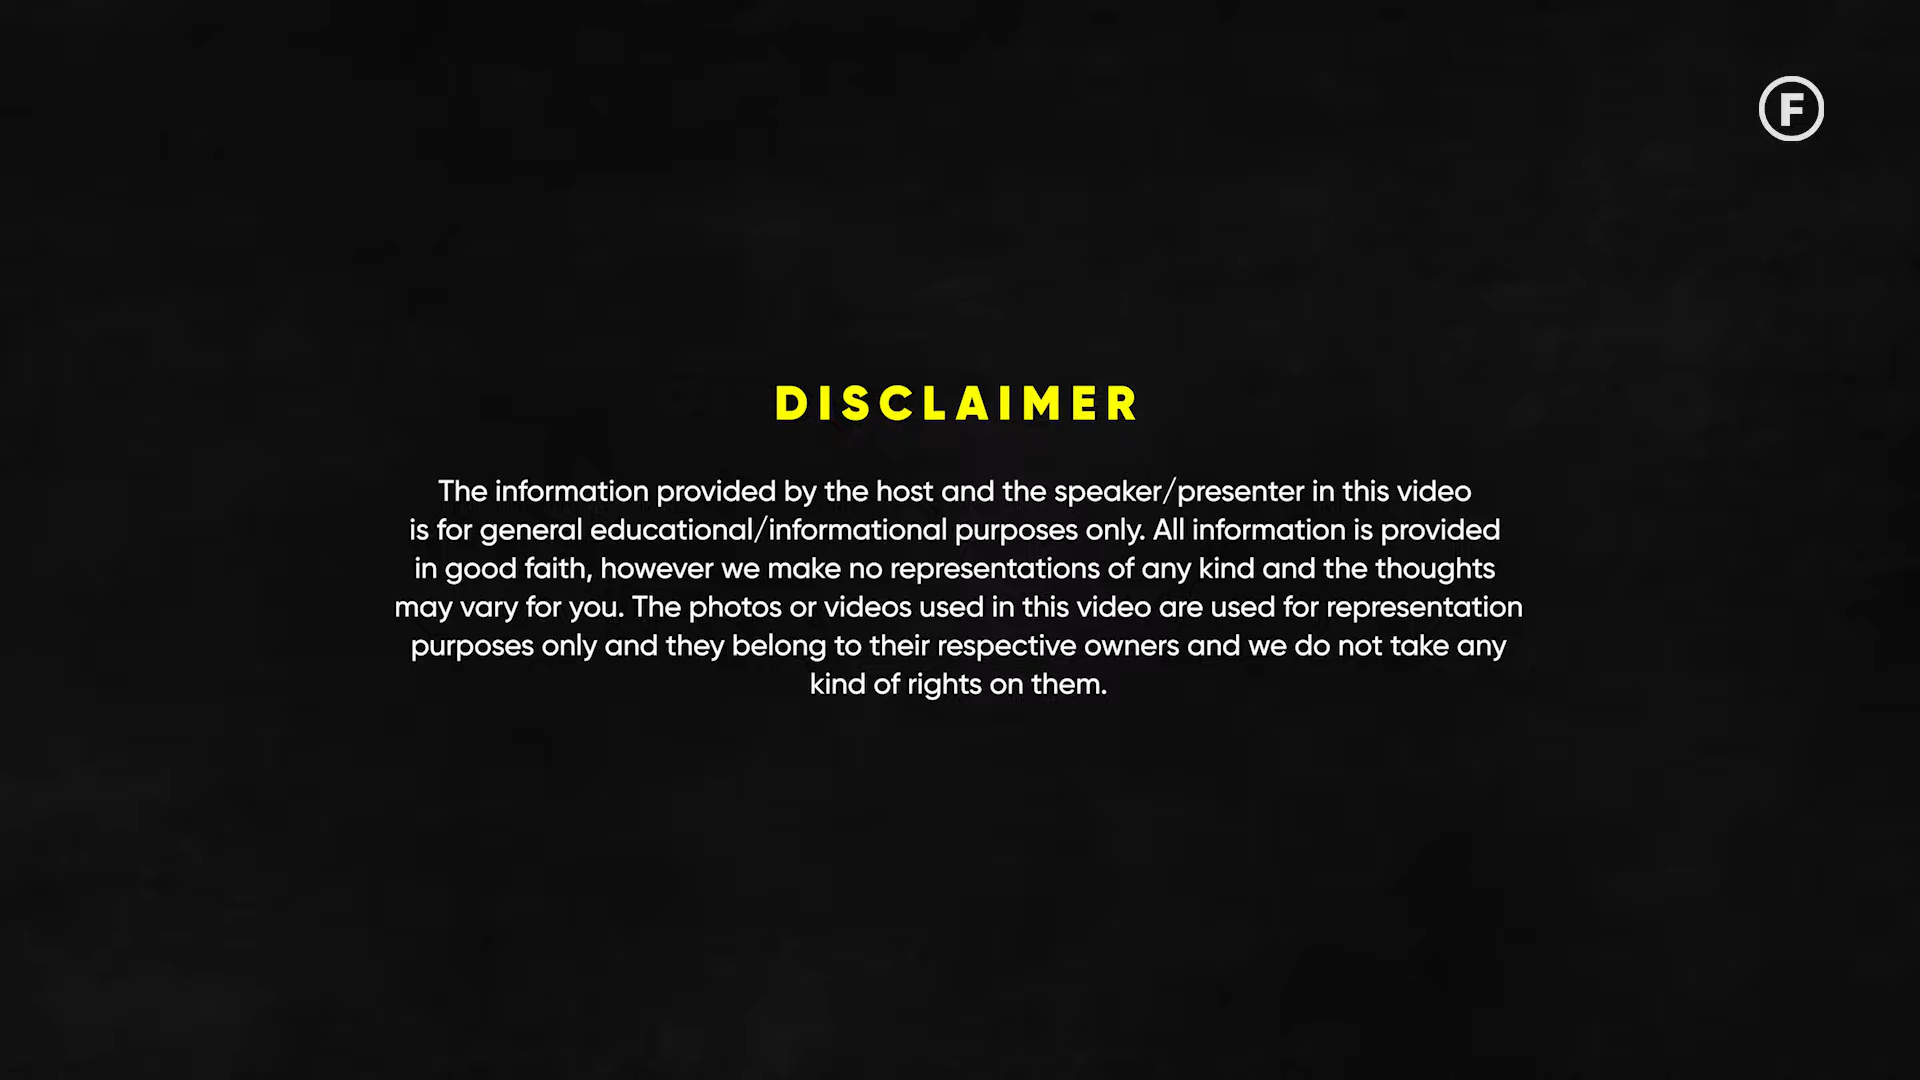 F
DISCLAIMER
The information provided by the host and the speaker/presenter in this video
is for general educational/informational purposes only. All information is provided
in good faith, however we make no representations of any kind and the thoughts
may vary for you. The photos or videos used in this video are used for representation
purposes only and they belong to their respective owners and we do not take any
kind of rights on them.